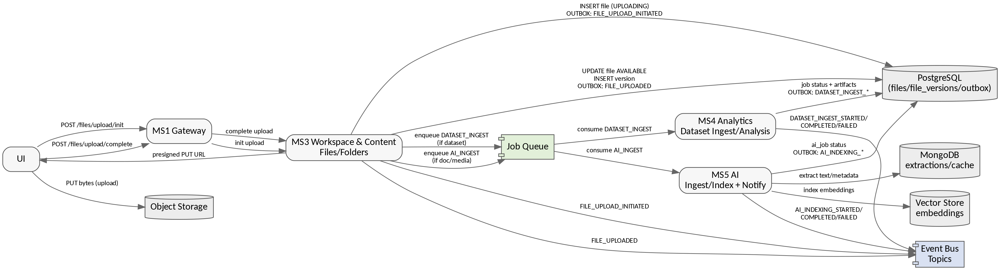 INSERT file (UPLOADING)
OUTBOX: FILE_UPLOAD_INITIATED
UPDATE file AVAILABLE
INSERT version
OUTBOX: FILE_UPLOADED
PostgreSQL
(files/file_versions/outbox)
job status + artifacts
OUTBOX: DATASET_INGEST_*
POST /files/upload/init
MS1 Gateway
complete upload
init upload
POST /files/upload/complete
UI
presigned PUT URL
PUT bytes (upload)
Object Storage
MS3 Workspace & Content
Files/Folders
enqueue DATASET_INGEST
(if dataset)
enqueue AI_INGEST
(if doc/media)
Job Queue
consume DATASET_INGEST
consume AI_INGEST
MS4 Analytics
Dataset Ingest/Analysis
DATASET_INGEST_STARTED/
COMPLETED/FAILED
ai_job status
OUTBOX: AI_INDEXING_*
MS5 AI
Ingest/Index + Notify
extract text/metadata
index embeddings
MongoDB
extractions/cache
Vector Store
embeddings
FILE_UPLOAD_INITIATED
AI_INDEXING_STARTED/
COMPLETED/FAILED
FILE_UPLOADED
Event Bus
Topics